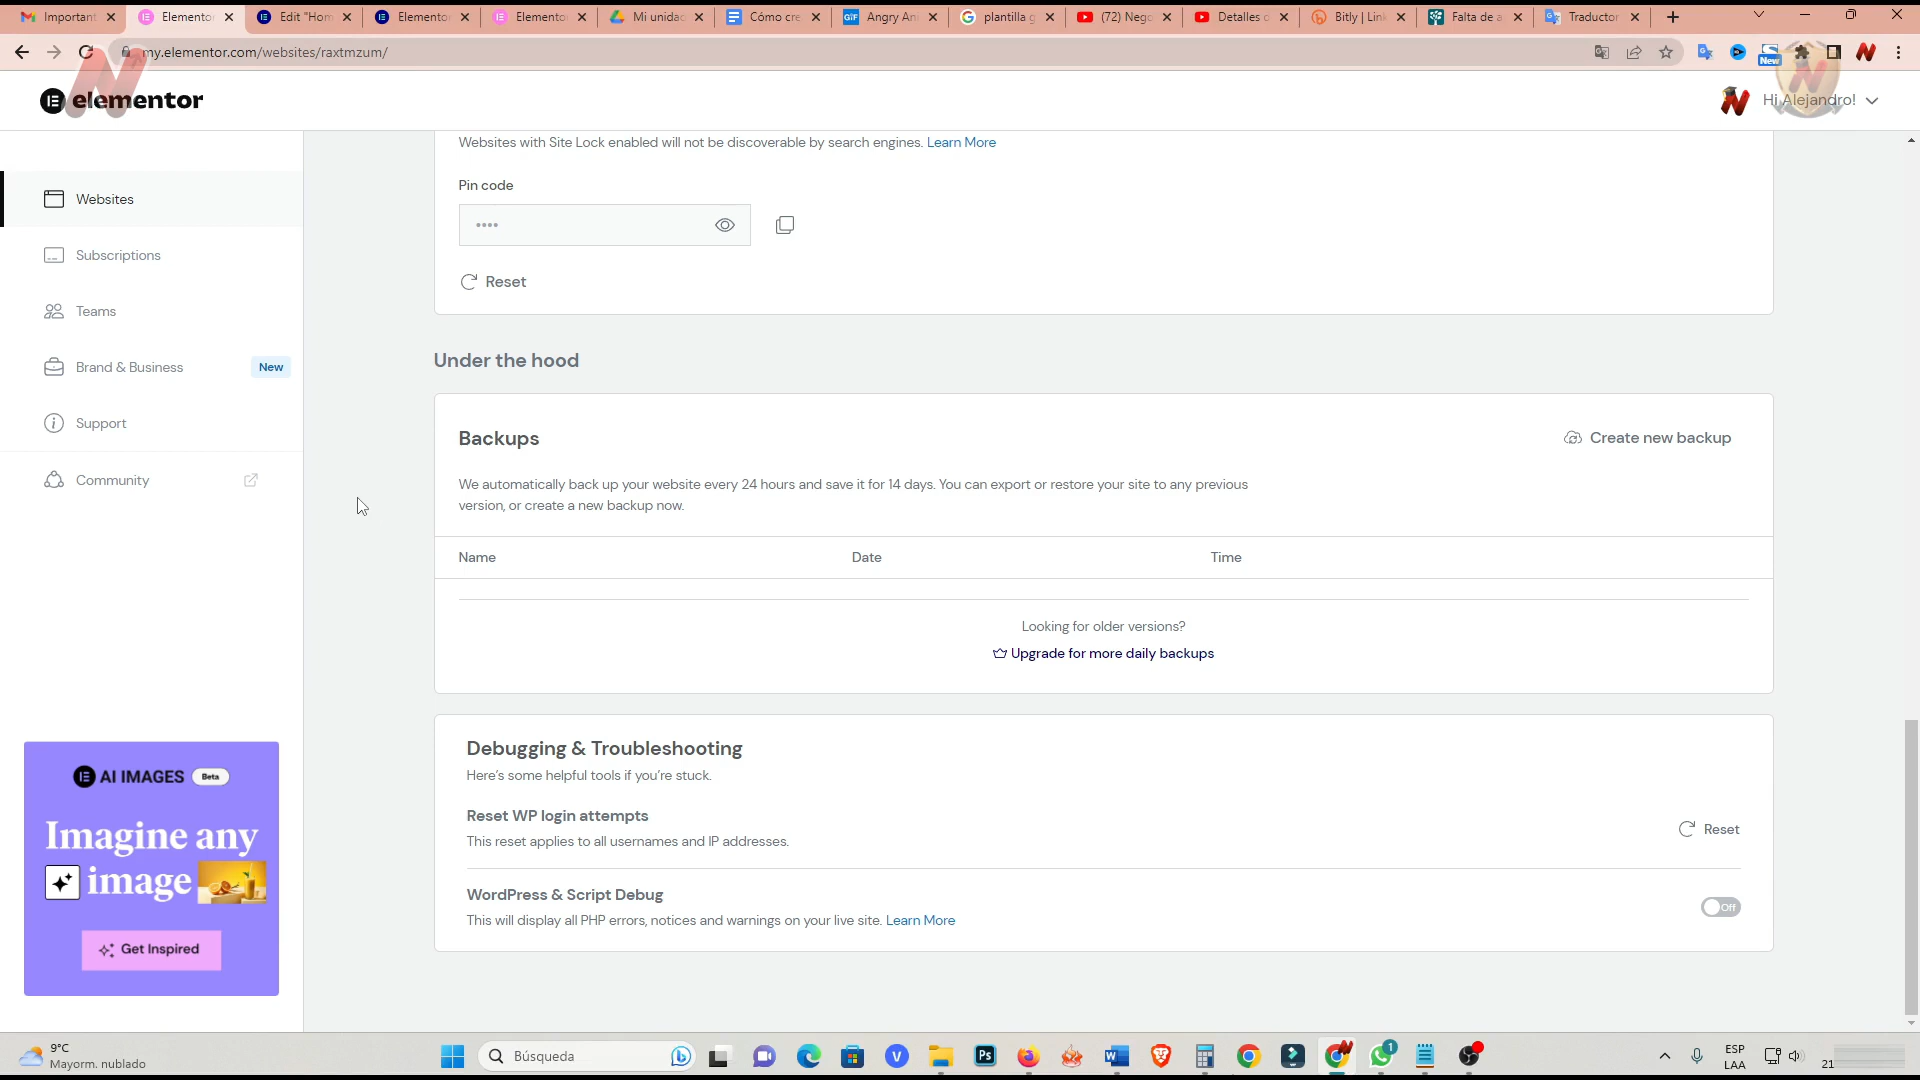 Important
Elemento
Edit "Hom
Elementor
Elemento
Mi unidac
Cómo cre
GIF
Angry Ani
plantilla g
(72) Nego
Detalles d
Bitly | Link
Falta de a
Traductor
my.elementor.com/websites/raxtmzum/
New
elementor
Hi Alejandro!
Websites
Subscriptions
Teams
Brand & Business
New
Support
Community
AI IMAGES Beta
Imagine any
image
Get Inspired
Websites with Site Lock enabled will not be discoverable by search engines. Learn More
Pin code
••••
Reset
Under the hood
Backups
Create new backup
We automatically back up your website every 24 hours and save it for 14 days. You can export or restore your site to any previous
version, or create a new backup now.
Name Date Time
Looking for older versions?
Upgrade for more daily backups
Debugging & Troubleshooting
Here's some helpful tools if you're stuck.
Reset WP login attempts
This reset applies to all usernames and IP addresses.
Reset
WordPress & Script Debug
This will display all PHP errors, notices and warnings on your live site. Learn More
Off
9°C
Mayorm. nublado
Búsqueda
Ps
1
ESP
LAA
21